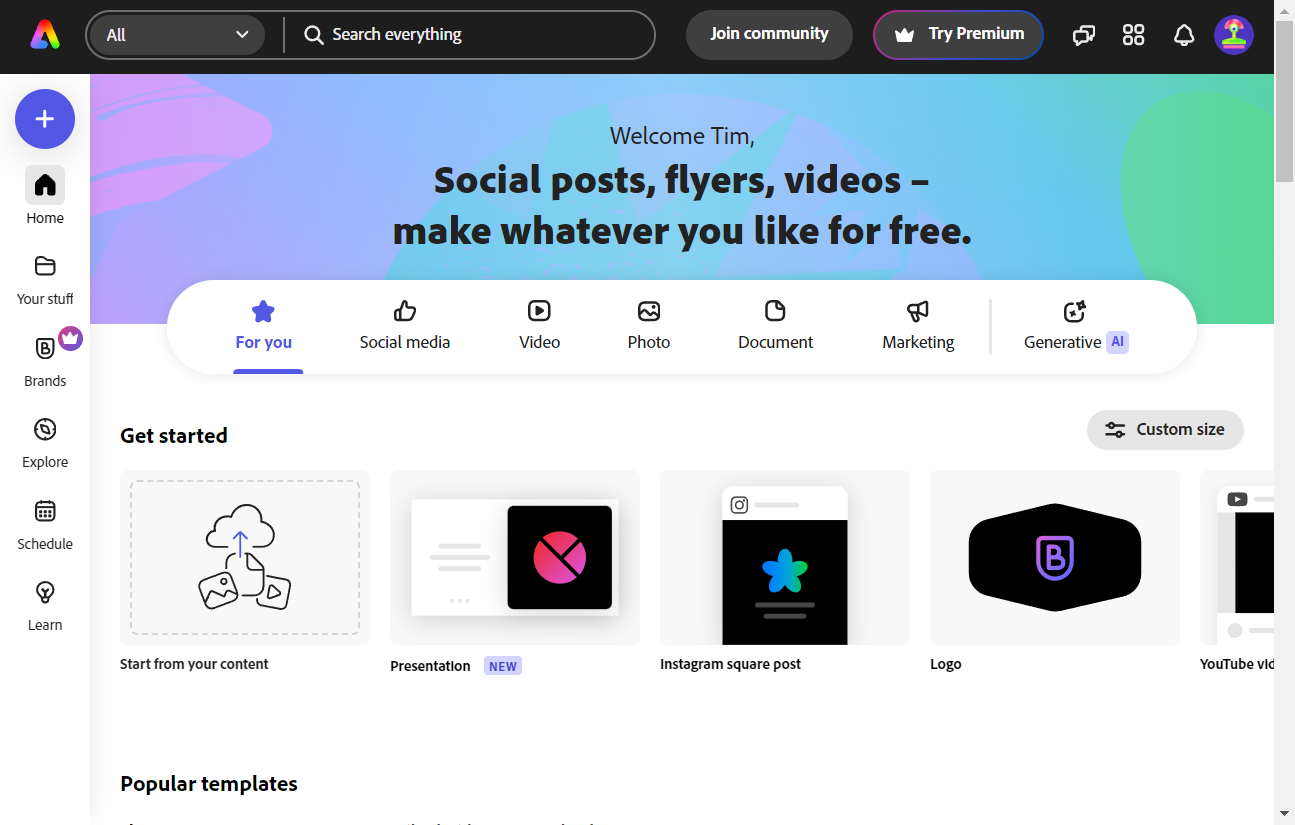 All
Search everything
Join community
Try Premium
Home
Your stuff
Brands
Explore
Schedule
Learn
Welcome Tim,
Social posts, flyers, videos –
make whatever you like for free.
For you
Social media
Video
Photo
Document
Marketing
Generative AI
Get started
Custom size
Start from your content
Presentation NEW
Instagram square post
Logo
YouTube
Popular templates